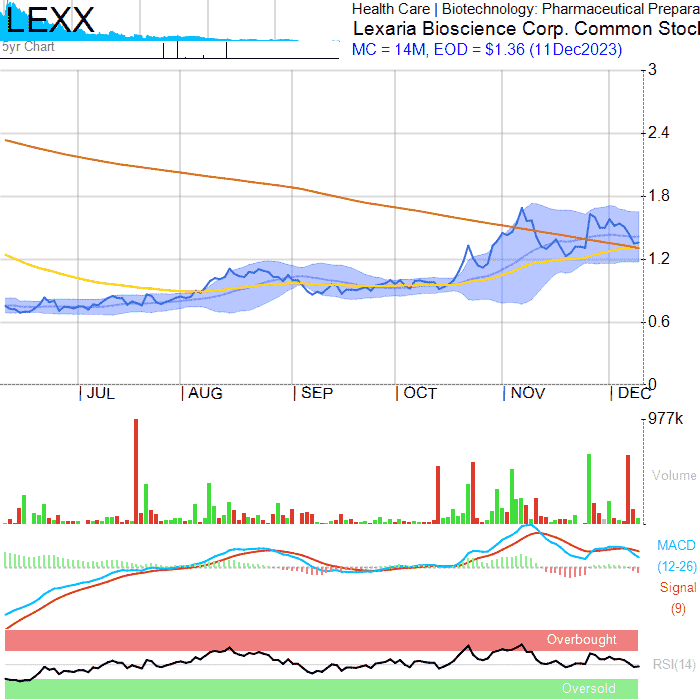 LEXX
Health Care | Biotechnology: Pharmaceutical Prepara
Lexaria Bioscience Corp. Common Stocl
5yr Chart
MC = 14M, EOD = $1.36 (11Dec2023)
3
2.4
1.8
1.2
0.6
0
| JUL
| AUG
| SEP
| OCT
| NOV
| DEC
977k
Volume
MACD
(12-26)
Signal
(9)
Overbought
RSI(14)
Oversold